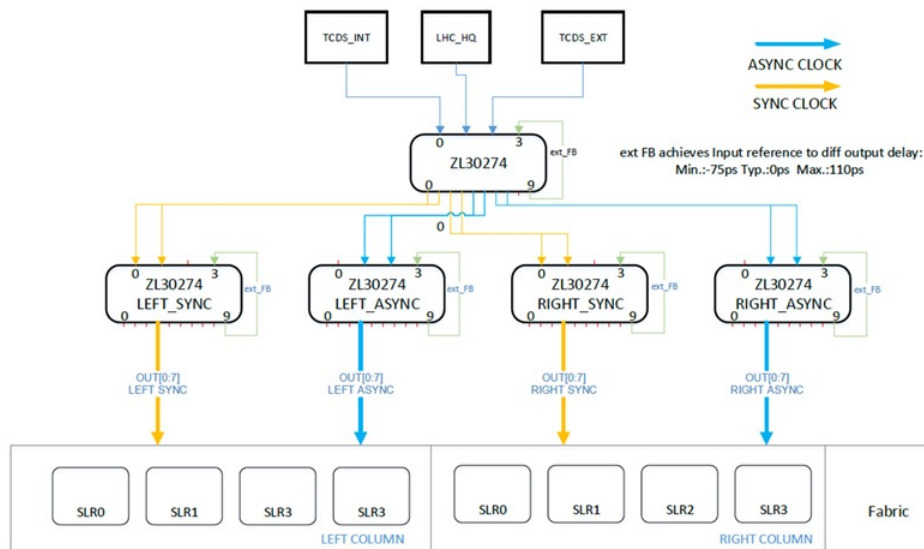 TCDS_INT
LHC_HQ
TCDS_EXT
ASYNC CLOCK
SYNC CLOCK
0
3
ZL30274
ext_FB
0
9
ext FB achieves Input reference to diff output delay:
Min.:-75ps Typ.:0ps Max.:110ps
0
0
3
ZL30274
LEFT_SYNC
ext_FB
0
9
0
3
ZL30274
LEFT_ASYNC
ext_FB
0
9
0
3
ZL30274
RIGHT_SYNC
ext_FB
0
9
0
3
ZL30274
RIGHT_ASYNC
ext_FB
0
9
OUT[0:7]
LEFT SYNC
OUT[0:7]
LEFT ASYNC
OUT[0:7]
RIGHT SYNC
OUT[0:7]
RIGHT ASYNC
SLR0
SLR1
SLR3
SLR3
LEFT COLUMN
SLR0
SLR1
SLR2
SLR3
RIGHT COLUMN
Fabric